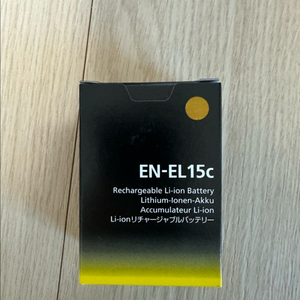 EN-EL15c
Rechargeable Li-ion Battery
Lithium-Ionen-Akku
Accumulateur Li-ion
Li-ionリチャージャブルバッテリー